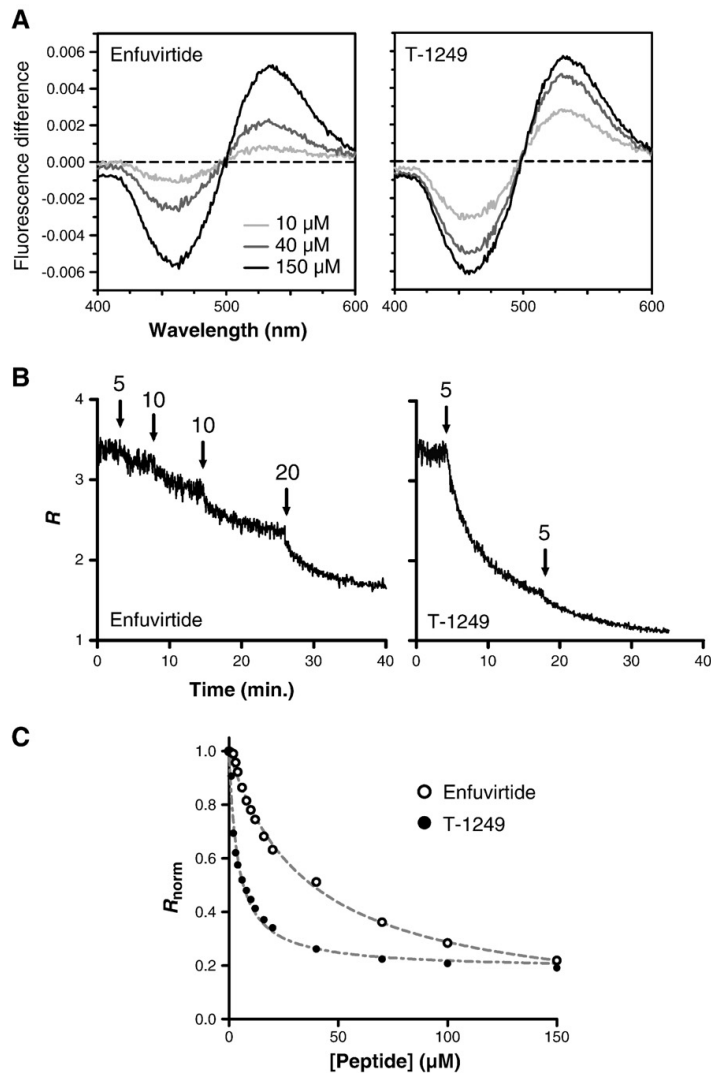 A
Enfuvirtide
T-1249
0.006
0.004
0.002
0.000
-0.002
-0.004
-0.006
Fluorescence difference
10 µM
40 µM
150 µM
400 500 600
400 500 600
Wavelength (nm)
B
4
3
2
1
R
5
10
10
20
5
5
Enfuvirtide
T-1249
0 10 20 30 40
0 10 20 30 40
Time (min.)
C
1.0
0.8
0.6
0.4
0.2
0.0
Rnorm
Enfuvirtide
T-1249
0 50 100 150
[Peptide] (µM)